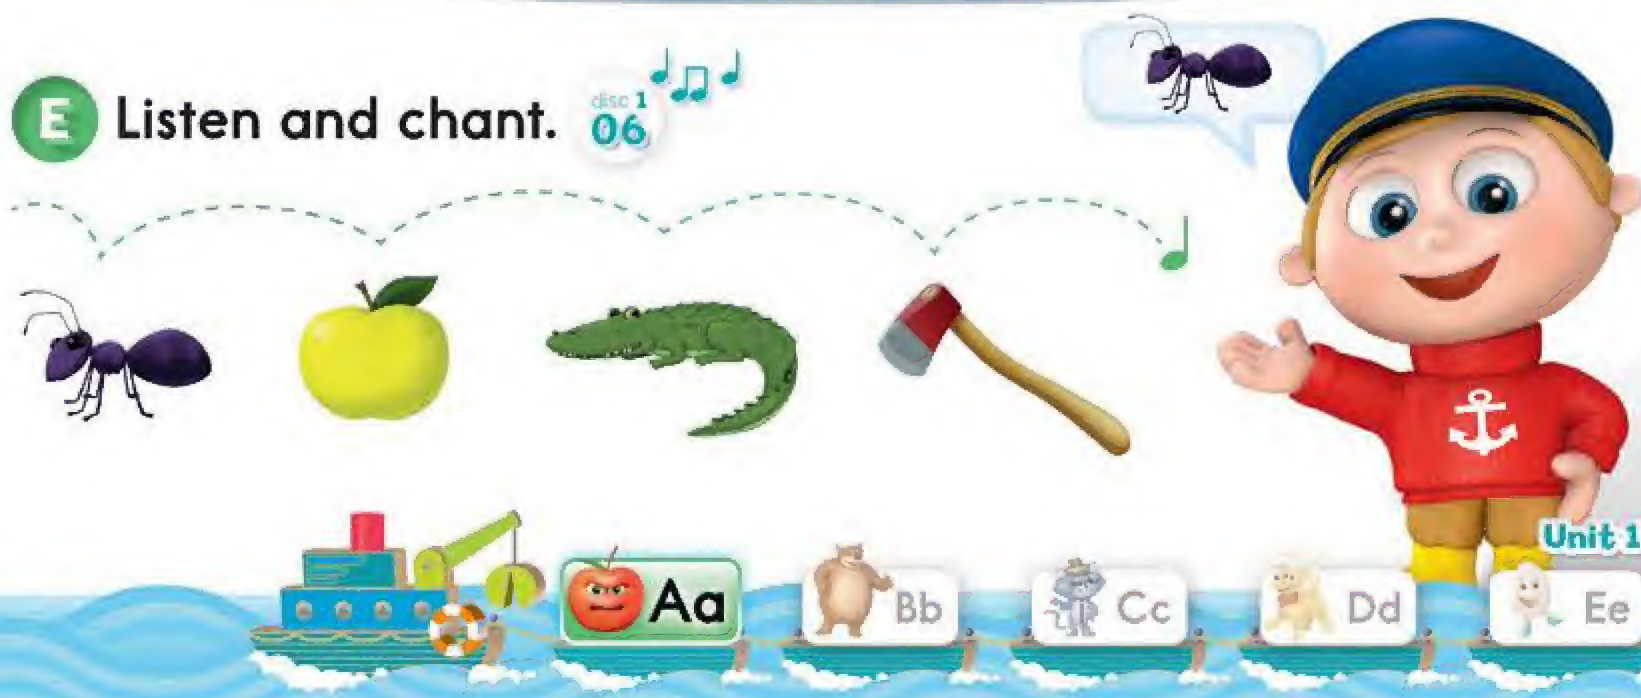 E Listen and chant.
disc 1
06
Unit 1
Aa
Bb
Cc
Dd
Ee